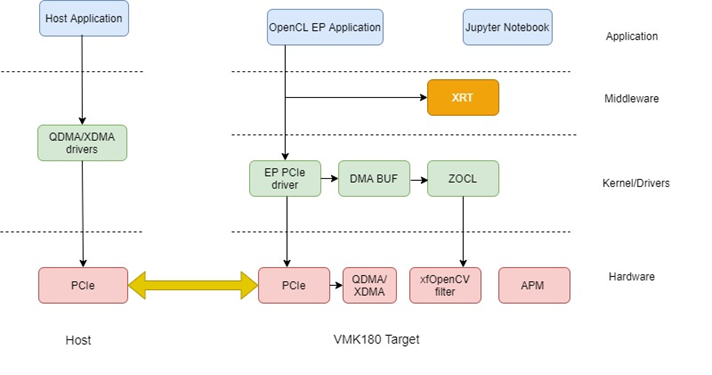 Host Application
OpenCL EP Application
Jupyter Notebook
Application
XRT
Middleware
QDMA/XDMA
drivers
EP PCIe
driver
DMA BUF
ZOCL
Kernel/Drivers
PCIe
PCIe
QDMA/
XDMA
xfOpenCV
filter
APM
Hardware
Host
VMK180 Target